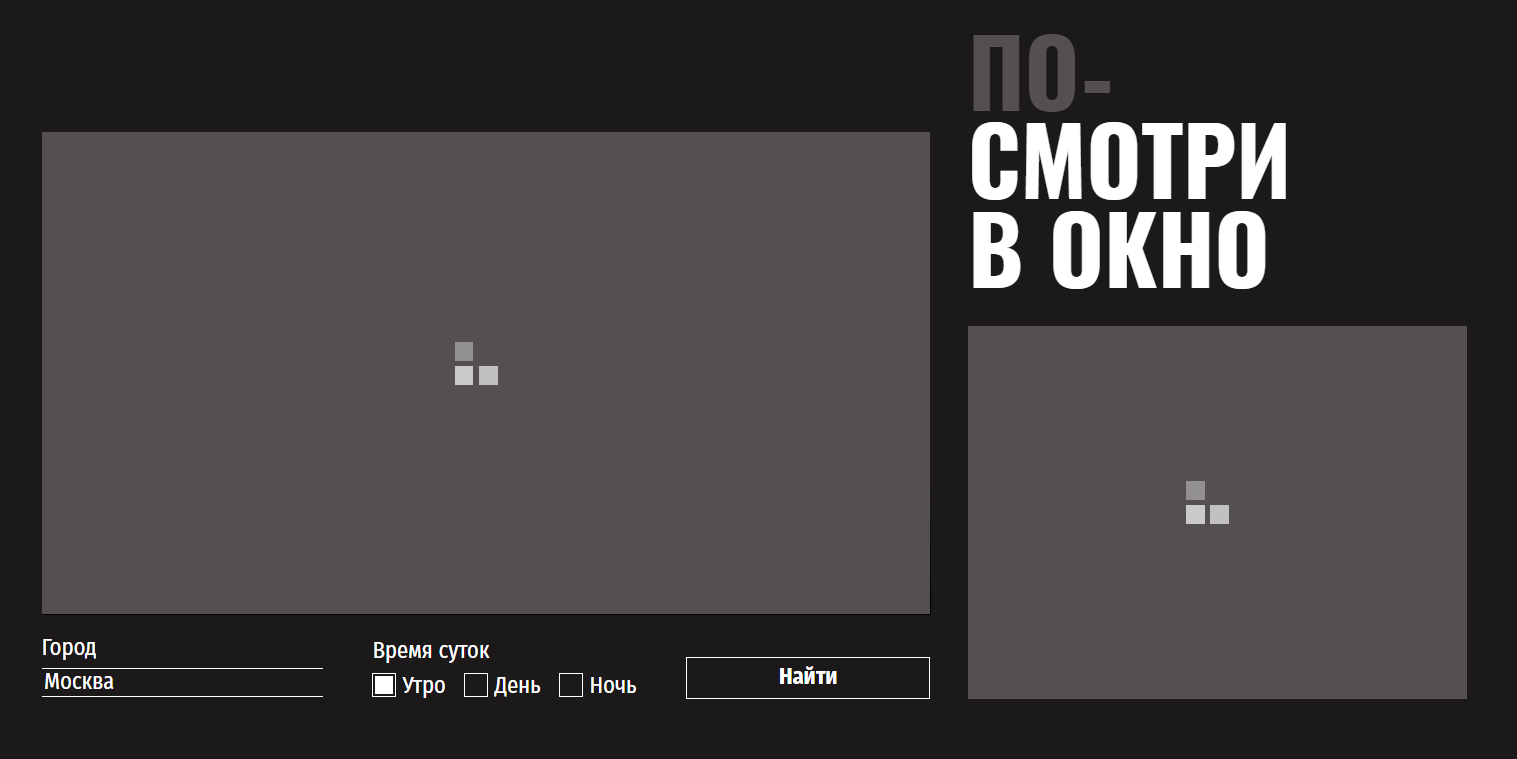 ПО-
СМОТРИ
В ОКНО
Город
Москва
Время суток
Утро День Ночь
Найти